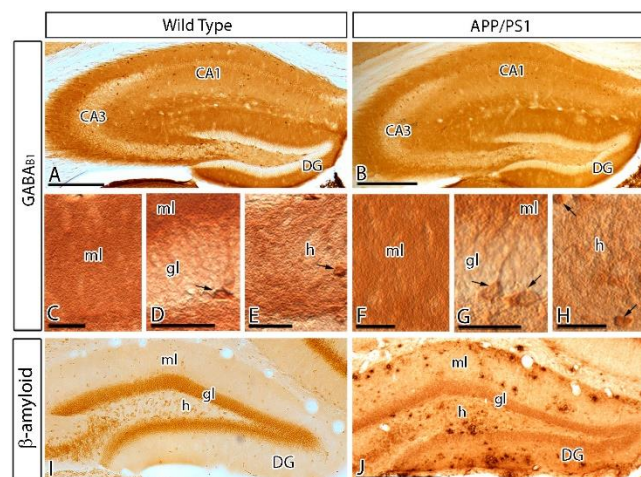 Wild Type
APP/PS1
GABAB1
CA1
CA3
DG
A
CA1
CA3
DG
B
ml
C
ml
gl
D
h
E
ml
F
ml
gl
G
h
H
β-amyloid
ml
gl
h
DG
I
ml
gl
h
DG
J